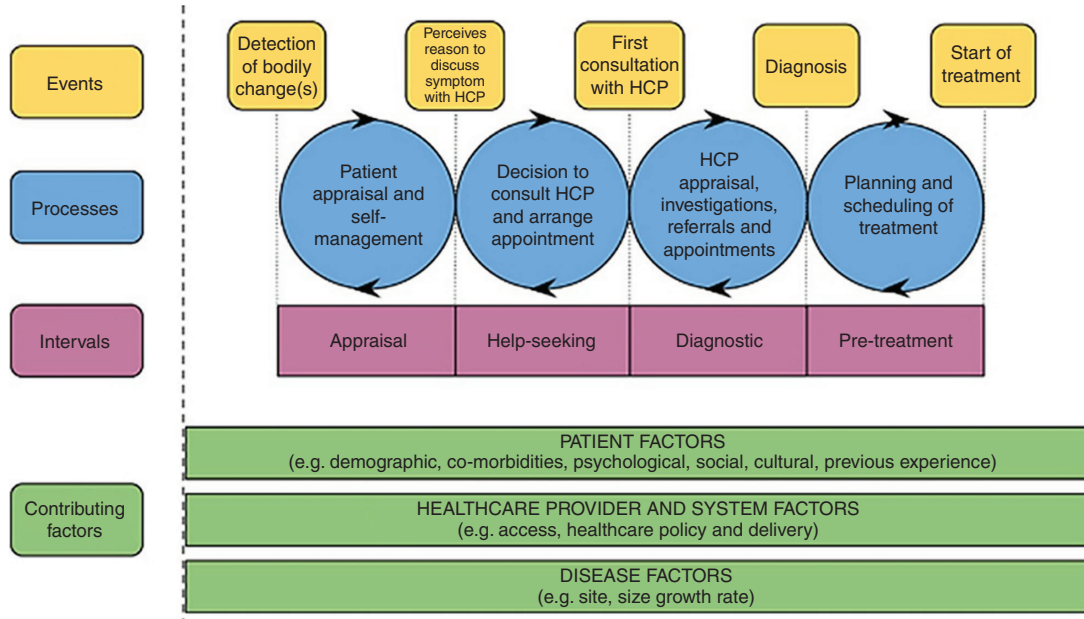 Events
Detection
of bodily
change(s)
Perceives
reason to
discuss
symptom
with HCP
First
consultation
with HCP
Diagnosis
Start of
treatment
Processes
Patient
appraisal and
self-
management
Decision to
consult HCP
and arrange
appointment
HCP
appraisal,
investigations,
referrals and
appointments
Planning and
scheduling of
treatment
Intervals
Appraisal
Help-seeking
Diagnostic
Pre-treatment
Contributing
factors
PATIENT FACTORS
(e.g. demographic, co-morbidities, psychological, social, cultural, previous experience)
HEALTHCARE PROVIDER AND SYSTEM FACTORS
(e.g. access, healthcare policy and delivery)
DISEASE FACTORS
(e.g. site, size growth rate)